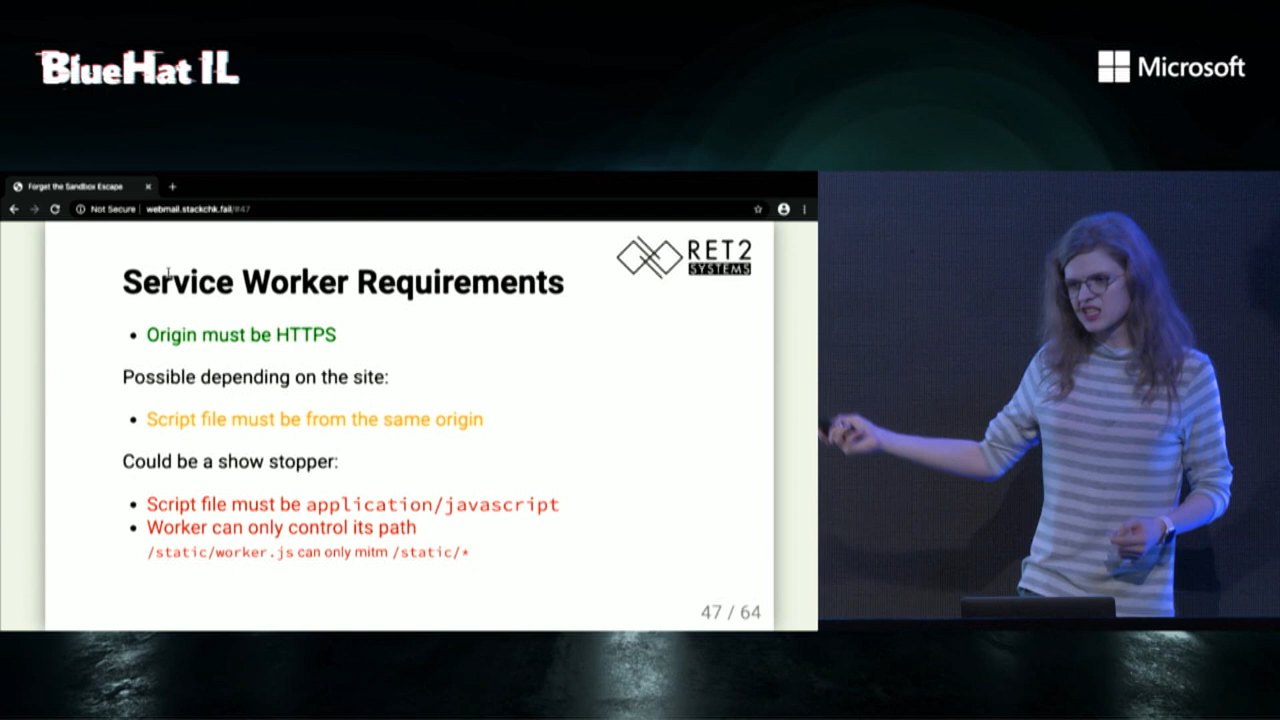 BlueHat IL
Microsoft
Forget the Sandbox Escape
Not Secure
webmail.stackchk.fail/#47
RET2
SYSTEMS
Service Worker Requirements
Origin must be HTTPS
Possible depending on the site:
Script file must be from the same origin
Could be a show stopper:
Script file must be application/javascript
Worker can only control its path
/static/worker.js can only mitm /static/*
47 / 64